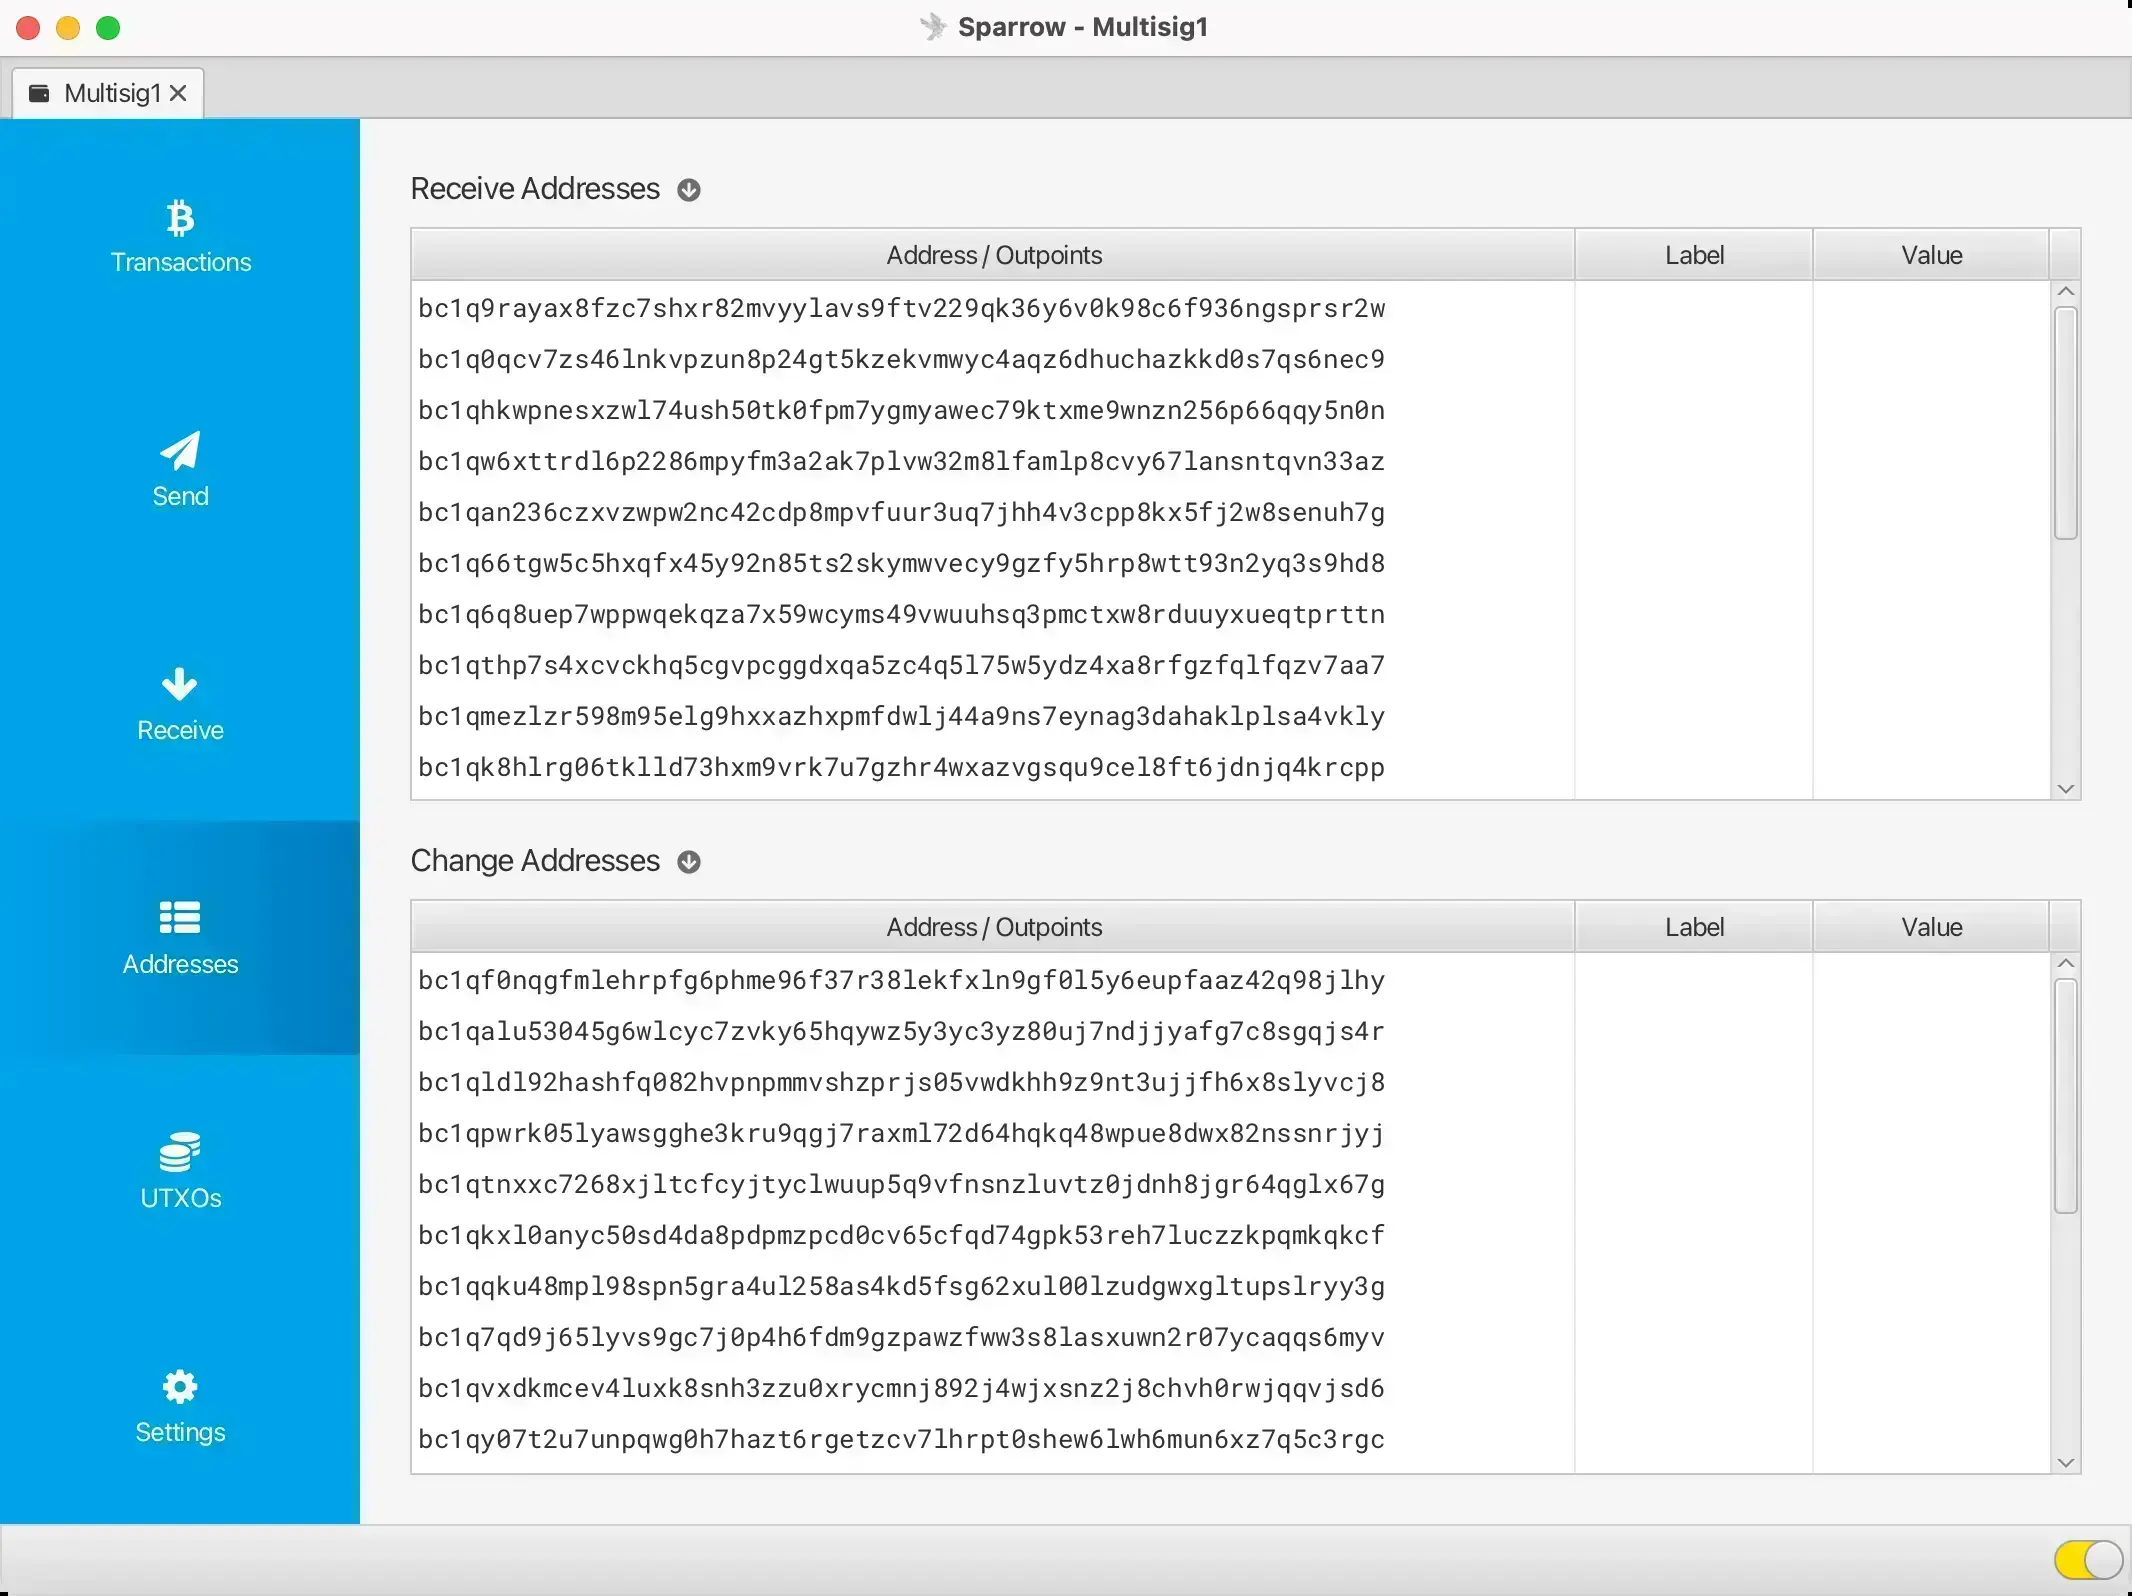 Sparrow - Multisig1
Multisig1
Transactions
Send
Receive
Addresses
UTXOs
Settings
Receive Addresses
Address / Outpoints Label Value
bc1q9rayax8fzc7shxr82mvyylavs9ftv229qk36y6v0k98c6f936ngsprsr2w
bc1q0qcv7zs46lnkvpzun8p24gt5kzekvmwyc4aqz6dhuchazkkd0s7qs6nec9
bc1qhkwpnesxzwl74ush50tk0fpm7ygmyawec79ktxme9wnzn256p66qqy5n0n
bc1qw6xttrdl6p2286mpyfm3a2ak7plvw32m8lfamlp8cvy67lansntqvn33az
bc1qan236czxvzwpw2nc42cdp8mpvfuur3uq7jhh4v3cpp8kx5fj2w8senuh7g
bc1q66tgw5c5hxqfx45y92n85ts2skymwvecy9gzfy5hrp8wtt93n2yq3s9hd8
bc1q6q8uep7wppwqekqza7x59wcyms49vwuuhsq3pmctxw8rduuyxueqtprttn
bc1qthp7s4xcvckhq5cgvpcggdxqa5zc4q5l75w5ydz4xa8rfgzfqlfqzv7aa7
bc1qmezlzr598m95elg9hxxazhxpmfdwlj44a9ns7eynag3dahaklplsa4vkly
bc1qk8hlrg06tklld73hxm9vrk7u7gzhr4wxazvgsqu9cel8ft6jdnjq4krcpp
Change Addresses
Address / Outpoints Label Value
bc1qf0nqgfmlehrpfg6phme96f37r38lekfxln9gf0l5y6eupfaaz42q98jlhy
bc1qalu53045g6wlcyc7zvky65hqywz5y3yc3yz80uj7ndjjyafg7c8sgqjs4r
bc1qldl92hashfq082hvpnpmmvshzprjs05vwdkhh9z9nt3ujjfh6x8slyvcj8
bc1qpwrk05lyawsgghe3kru9qgj7raxml72d64hqkq48wpue8dwx82nssnrjyj
bc1qtnxxc7268xjltcfcyjtyclwuup5q9vfnsnzluvtz0jdnh8jgr64qglx67g
bc1qkxl0anyc50sd4da8pdpmzpcd0cv65cfqd74gpk53reh7luczzkpqmkqkcf
bc1qqku48mpl98spn5gra4ul258as4kd5fsg62xul00lzudgwxgltupslryy3g
bc1q7qd9j65lyvs9gc7j0p4h6fdm9gzpawzfww3s8lasxuwn2r07ycaqqs6myv
bc1qvxdkmcev4luxk8snh3zzu0xrycmnj892j4wjxsnz2j8chvh0rwjqqvjsd6
bc1qy07t2u7unpqwg0h7hazt6rgetzcv7lhrpt0shew6lwh6mun6xz7q5c3rgc